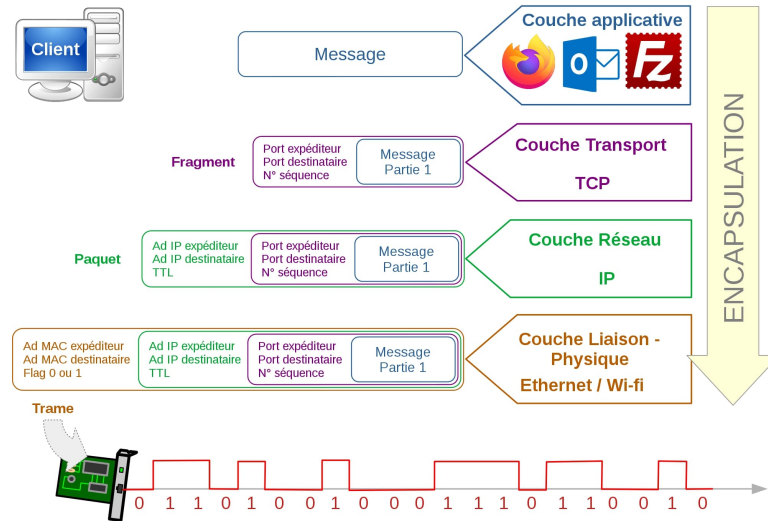 Client
Message
Couche applicative
Fragment
Port expéditeur
Port destinataire
N° séquence
Message
Partie 1
Couche Transport
TCP
Paquet
Ad IP expéditeur
Ad IP destinataire
TTL
Port expéditeur
Port destinataire
N° séquence
Message
Partie 1
Couche Réseau
IP
Ad MAC expéditeur
Ad MAC destinataire
Flag 0 ou 1
Ad IP expéditeur
Ad IP destinataire
TTL
Port expéditeur
Port destinataire
N° séquence
Message
Partie 1
Couche Liaison -
Physique
Ethernet / Wi-fi
ENCAPSULATION
Trame
0 1 1 0 1 0 0 1 0 0 0 1 1 1 0 1 1 0 0 1 0